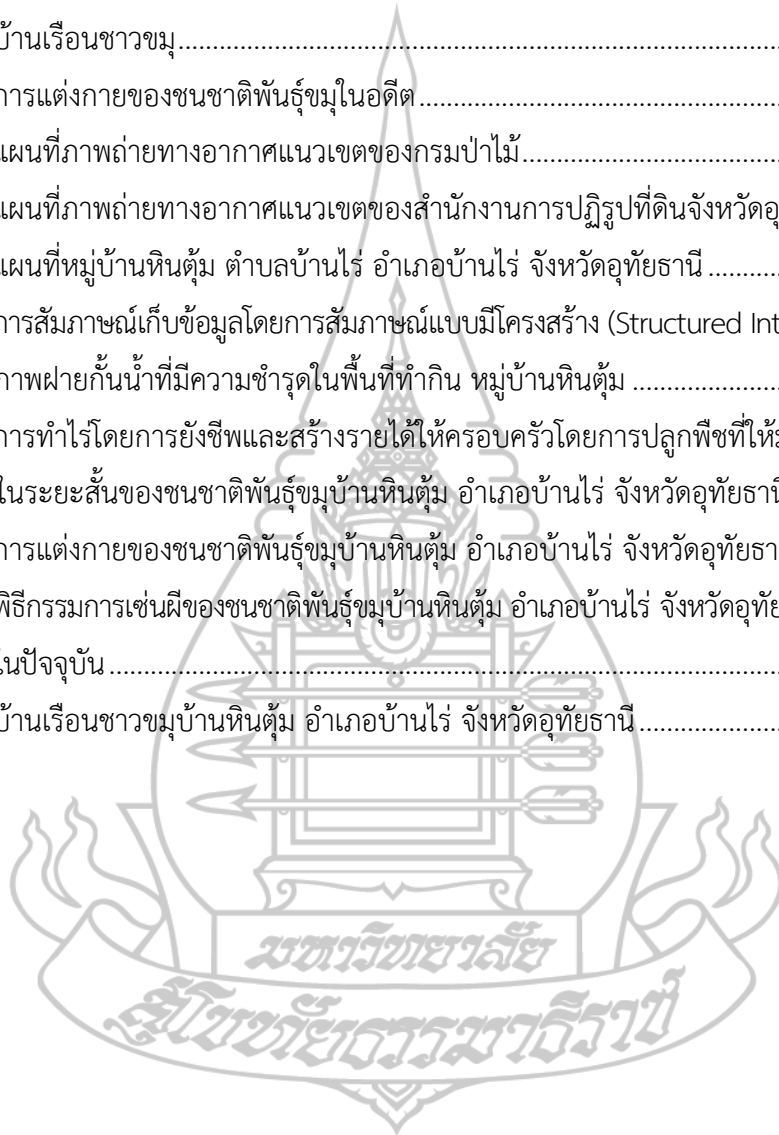 บ้านเรือนชาวขมุ.....................................................................................
การแต่งกายของชนชาติพันธุ์ขมุในอดีต..................................................
แผนที่ภาพถ่ายทางอากาศแนวเขตของกรมป่าไม้....................................
แผนที่ภาพถ่ายทางอากาศแนวเขตของสำนักงานการปฏิรูปที่ดินจังหวัดอุ
แผนที่หมู่บ้านหินตุ้ม ตำบลบ้านไร่ อำเภอบ้านไร่ จังหวัดอุทัยธานี............
การสัมภาษณ์เก็บข้อมูลโดยการสัมภาษณ์แบบมีโครงสร้าง (Structured Int
ภาพฝายกั้นน้ำที่มีความชำรุดในพื้นที่ทำกิน หมู่บ้านหินตุ้ม.....................
การทำไร่โดยการยังชีพและสร้างรายได้ให้ครอบครัวโดยการปลูกพืชที่ให้
ในระยะสั้นของชนชาติพันธุ์ขมุบ้านหินตุ้ม อำเภอบ้านไร่ จังหวัดอุทัยธานี
การแต่งกายของชนชาติพันธุ์ขมุบ้านหินตุ้ม อำเภอบ้านไร่ จังหวัดอุทัยธา
พิธีกรรมการเซ่นผีของชนชาติพันธุ์ขมุบ้านหินตุ้ม อำเภอบ้านไร่ จังหวัดอุทัย
ในปัจจุบัน..............................................................................................
บ้านเรือนชาวขมุบ้านหินตุ้ม อำเภอบ้านไร่ จังหวัดอุทัยธานี....................
มหาวิทยาลัย
สุโขทัยธรรมาธิราช